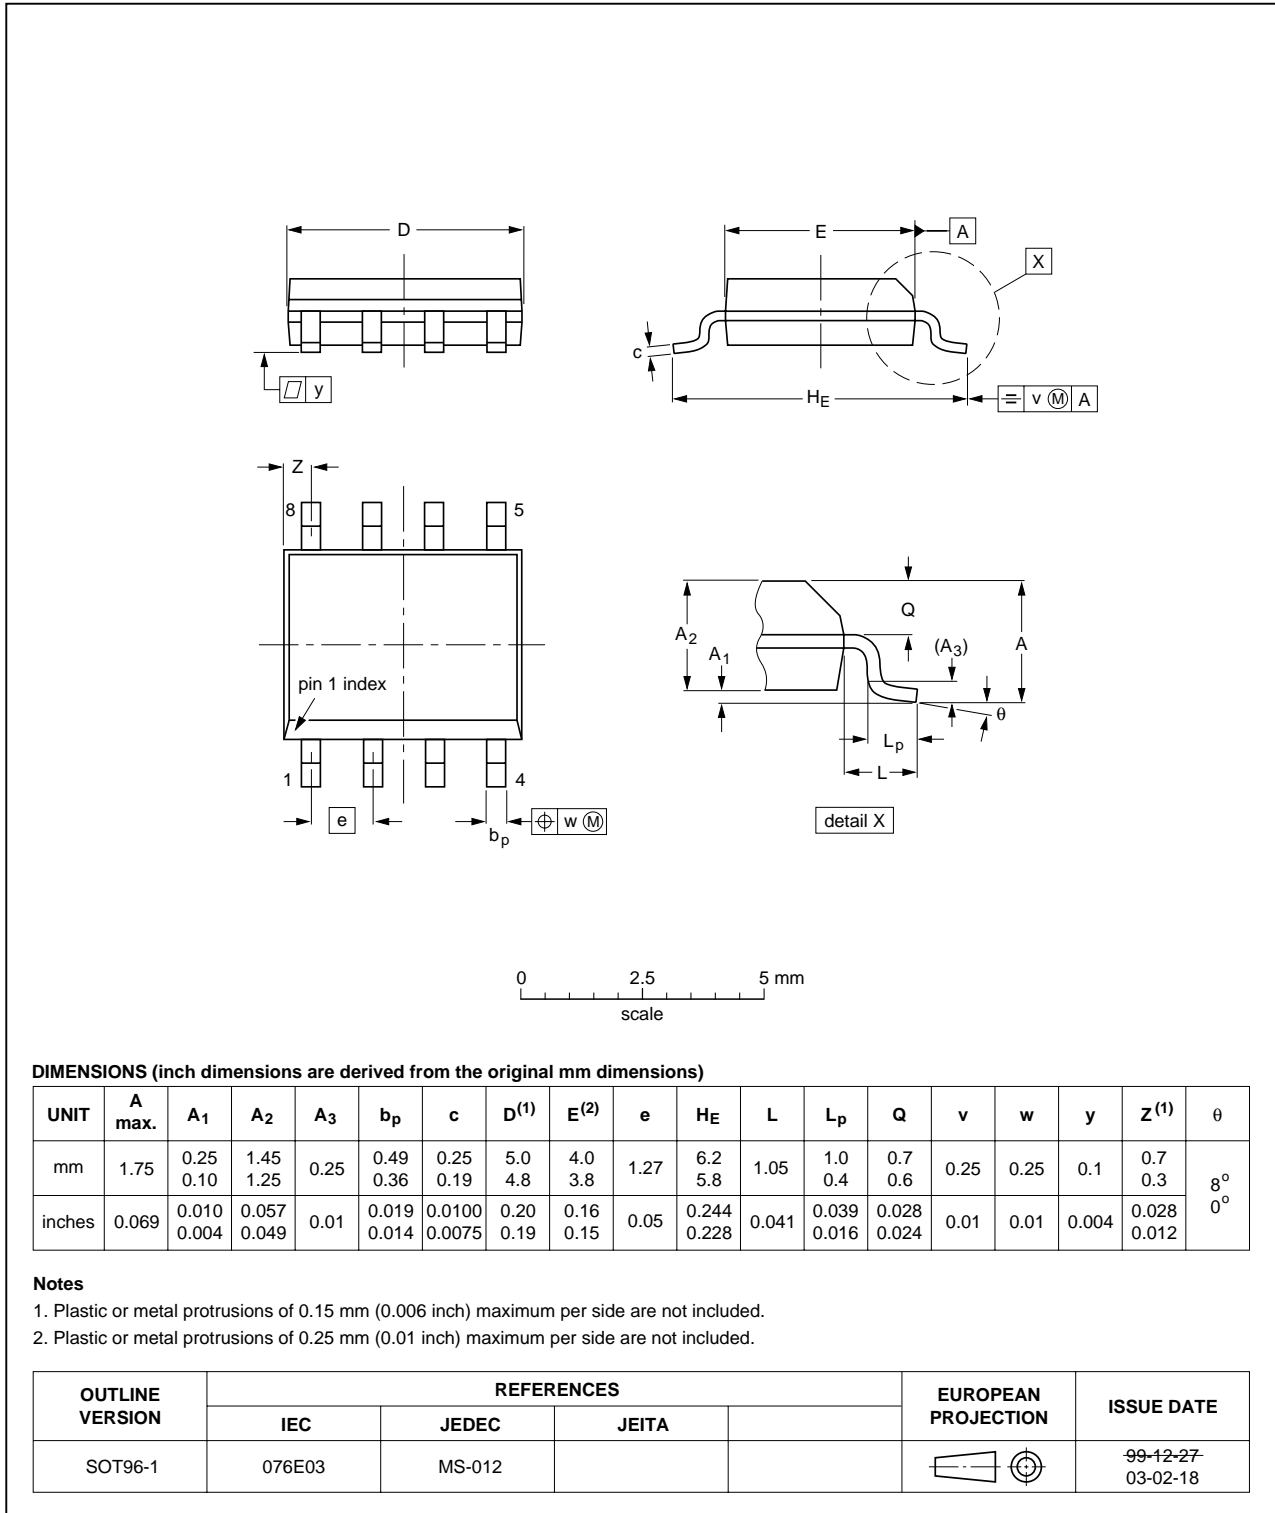 D
E
A
X
c
y
HE
v M A
Z
8
5
Q
A2
A
A1
(A3)
pin 1 index
θ
Lp
L
1
4
e
w M
bp
detail X
0 2.5 5 mm
scale
DIMENSIONS (inch dimensions are derived from the original mm dimensions)
UNIT A max. A1 A2 A3 bp c D(1) E(2) e HE L Lp Q v w y Z(1) θ
mm 1.75 0.25 0.10 1.45 1.25 0.25 0.49 0.36 0.25 0.19 5.0 4.8 4.0 3.8 1.27 6.2 5.8 1.05 1.0 0.4 0.7 0.6 0.25 0.25 0.1 0.7 0.3 8° 0°
inches 0.069 0.010 0.004 0.057 0.049 0.01 0.019 0.014 0.0100 0.0075 0.20 0.19 0.16 0.15 0.05 0.244 0.228 0.041 0.039 0.016 0.028 0.024 0.01 0.01 0.004 0.028 0.012
Notes
1. Plastic or metal protrusions of 0.15 mm (0.006 inch) maximum per side are not included.
2. Plastic or metal protrusions of 0.25 mm (0.01 inch) maximum per side are not included.
OUTLINE VERSION REFERENCES EUROPEAN PROJECTION ISSUE DATE
IEC JEDEC JEITA
SOT96-1 076E03 MS-012 99-12-27
03-02-18